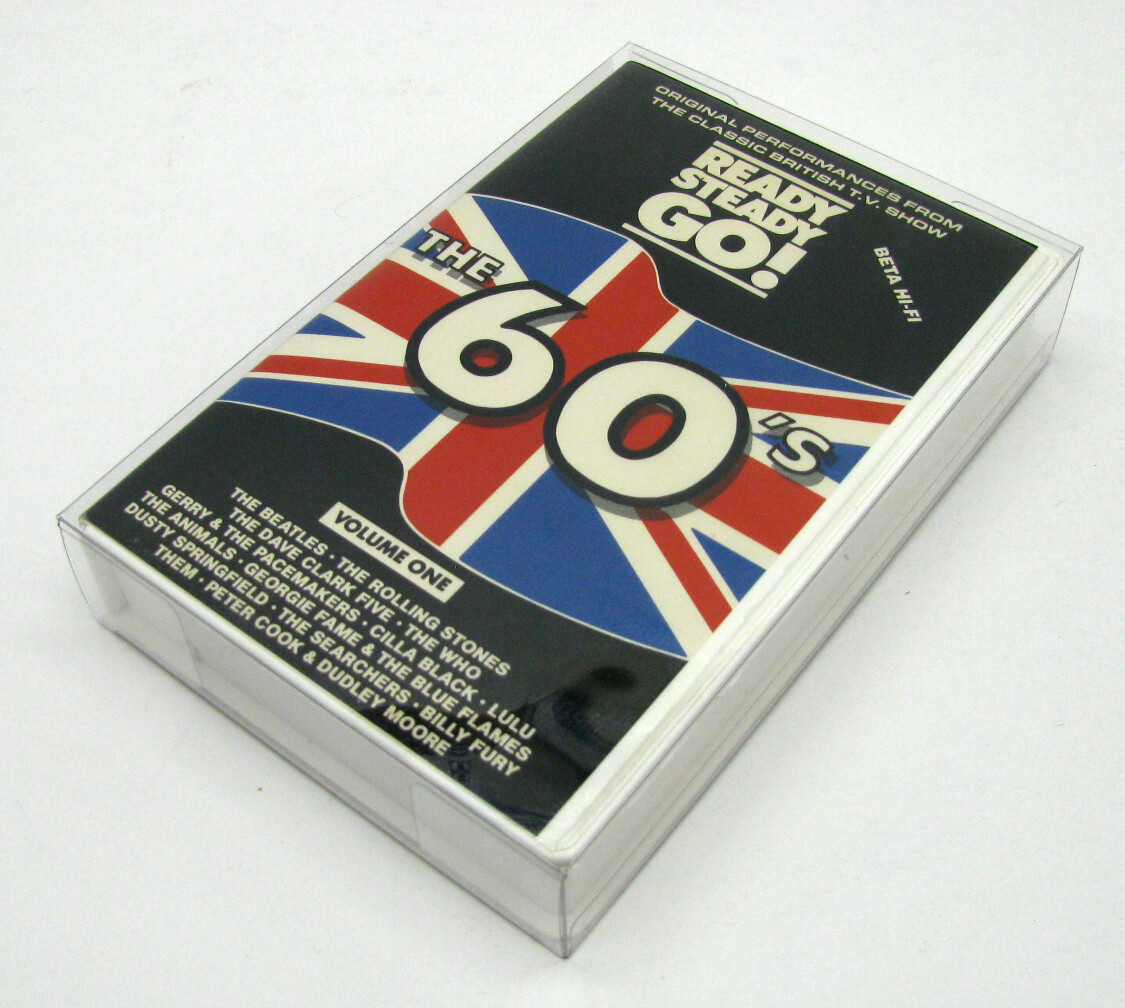 ORIGINAL PERFORMANCES FROM
THE CLASSIC BRITISH T.V. SHOW
READY
STEADY
GO!
BETA HI-FI
THE
60'S
VOLUME ONE
THE BEATLES · THE ROLLING STONES
THE DAVE CLARK FIVE · THE WHO
GERRY & THE PACEMAKERS · CILLA BLACK · LULU
THE ANIMALS · GEORGIE FAME & THE BLUE FLAMES
DUSTY SPRINGFIELD · THE SEARCHERS · BILLY FURY
THEM · PETER COOK & DUDLEY MOORE